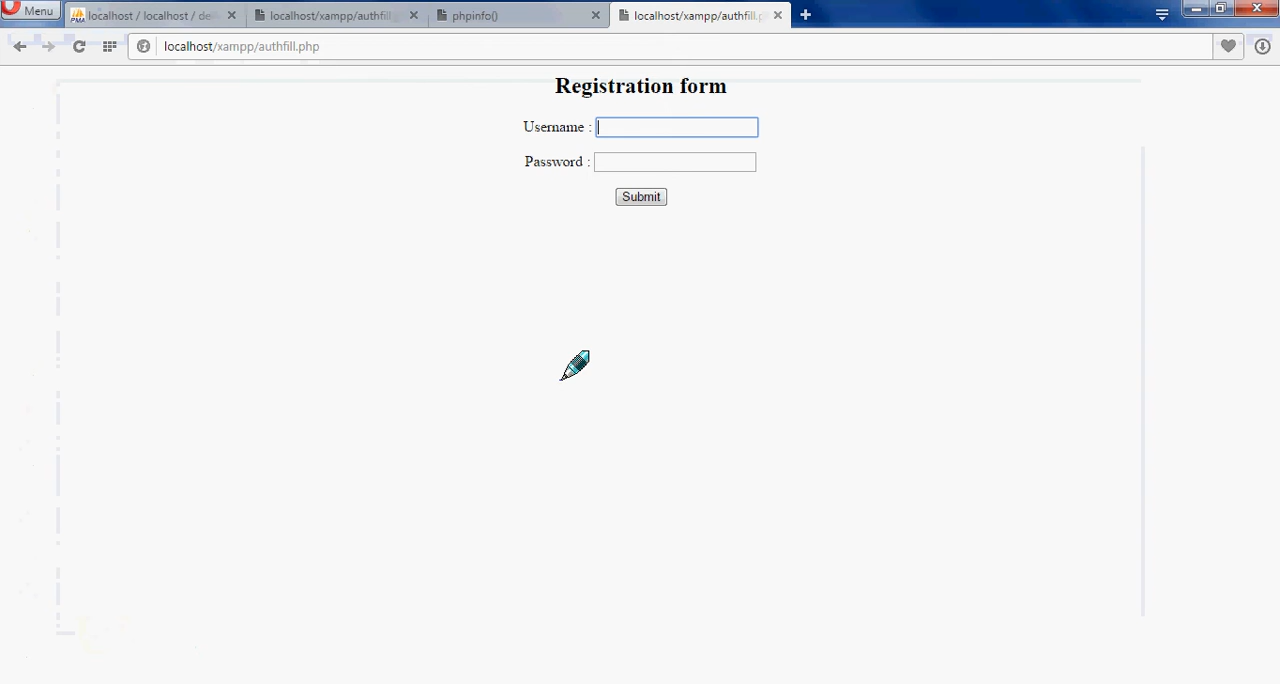 Menu
localhost / localhost / de
localhost/xampp/authfill
phpinfo()
localhost/xampp/authfill.p
localhost/xampp/authfill.php
Registration form
Username :
Password :
Submit